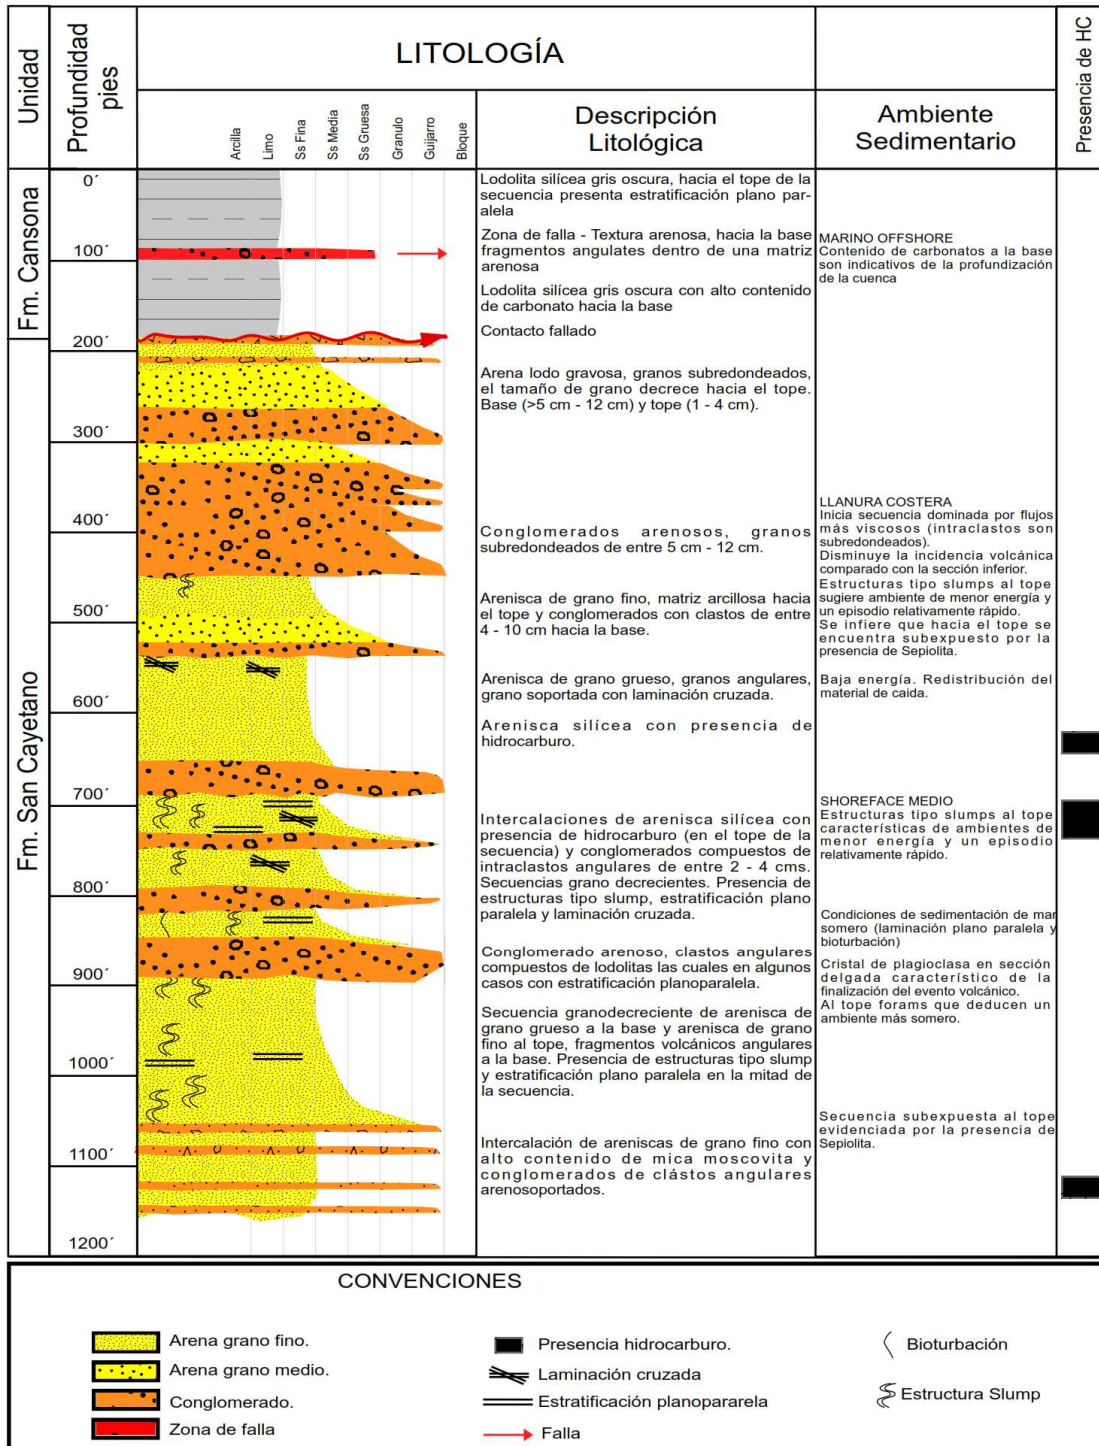 Unidad
Profundidad
pies
LITOLOGÍA
Presencia de HC
Arcilla
Limo
Ss Fina
Ss Media
Ss Gruesa
Granulo
Guijarro
Bloque
Descripción
Litológica
Ambiente
Sedimentario
Fm. Cansona
Fm. San Cayetano
0´
100´
200´
300´
400´
500´
600´
700´
800´
900´
1000´
1100´
1200´
Lodolita silícea gris oscura, hacia el tope de la
secuencia presenta estratificación plano par-
alela
Zona de falla - Textura arenosa, hacia la base
fragmentos angulates dentro de una matriz
arenosa
Lodolita silícea gris oscura con alto contenido
de carbonato hacia la base
Contacto fallado
Arena lodo gravosa, granos subredondeados,
el tamaño de grano decrece hacia el tope.
Base (>5 cm - 12 cm) y tope (1 - 4 cm).
Conglomerados arenosos, granos
subredondeados de entre 5 cm - 12 cm.
Arenisca de grano fino, matriz arcillosa hacia
el tope y conglomerados con clastos de entre
4 - 10 cm hacia la base.
Arenisca de grano grueso, granos angulares,
grano soportada con laminación cruzada.
Arenisca silícea con presencia de
hidrocarburo.
Intercalaciones de arenisca silícea con
presencia de hidrocarburo (en el tope de la
secuencia) y conglomerados compuestos de
intraclastos angulares de entre 2 - 4 cms.
Secuencias grano decrecientes. Presencia de
estructuras tipo slump, estratificación plano
paralela y laminación cruzada.
Conglomerado arenoso, clastos angulares
compuestos de lodolitas las cuales en algunos
casos con estratificación planoparalela.
Secuencia granodecreciente de arenisca de
grano grueso a la base y arenisca de grano
fino al tope, fragmentos volcánicos angulares
a la base. Presencia de estructuras tipo slump
y estratificación plano paralela en la mitad de
la secuencia.
Intercalación de areniscas de grano fino con
alto contenido de mica moscovita y
conglomerados de clástos angulares
arenosoportados.
MARINO OFFSHORE
Contenido de carbonatos a la base
son indicativos de la profundización
de la cuenca
LLANURA COSTERA
Inicia secuencia dominada por flujos
más viscosos (intraclastos son
subredondeados).
Disminuye la incidencia volcánica
comparado con la sección inferior.
Estructuras tipo slumps al tope
sugiere ambiente de menor energía y
un episodio relativamente rápido.
Se infiere que hacia el tope se
encuentra subexpuesto por la
presencia de Sepiolita.
Baja energía. Redistribución del
material de caida.
SHOREFACE MEDIO
Estructuras tipo slumps al tope
características de ambientes de
menor energía y un episodio
relativamente rápido.
Condiciones de sedimentación de mar
somero (laminación plano paralela y
bioturbación)
Cristal de plagioclasa en sección
delgada característico de la
finalización del evento volcánico.
Al tope forams que deducen un
ambiente más somero.
Secuencia subexpuesta al tope
evidenciada por la presencia de
Sepiolita.
CONVENCIONES
Arena grano fino.
Arena grano medio.
Conglomerado.
Zona de falla
Presencia hidrocarburo.
Laminación cruzada
Estratificación planopararela
Falla
Bioturbación
Estructura Slump